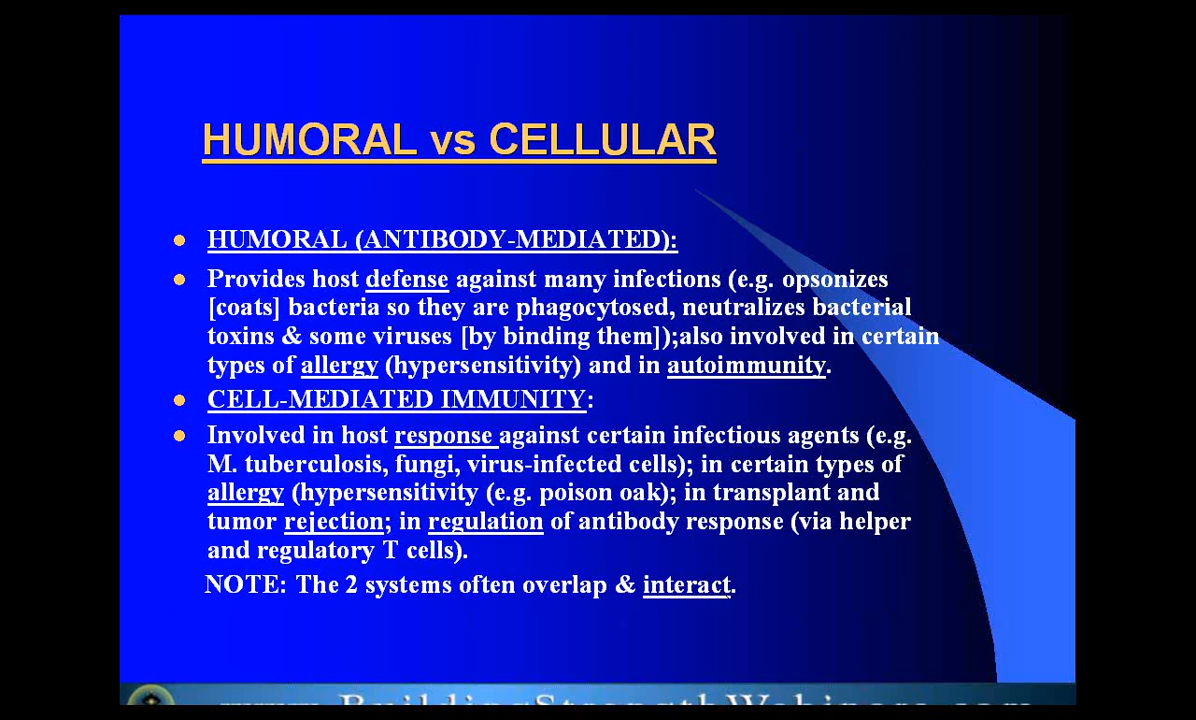 HUMORAL vs CELLULAR
HUMORAL (ANTIBODY-MEDIATED):
Provides host defense against many infections (e.g. opsonizes
[coats] bacteria so they are phagocytosed, neutralizes bacterial
toxins & some viruses [by binding them]);also involved in certain
types of allergy (hypersensitivity) and in autoimmunity.
CELL-MEDIATED IMMUNITY:
Involved in host response against certain infectious agents (e.g.
M. tuberculosis, fungi, virus-infected cells); in certain types of
allergy (hypersensitivity (e.g. poison oak); in transplant and
tumor rejection; in regulation of antibody response (via helper
and regulatory T cells).
NOTE: The 2 systems often overlap & interact.
www.BuildingStrengthWebinars.com